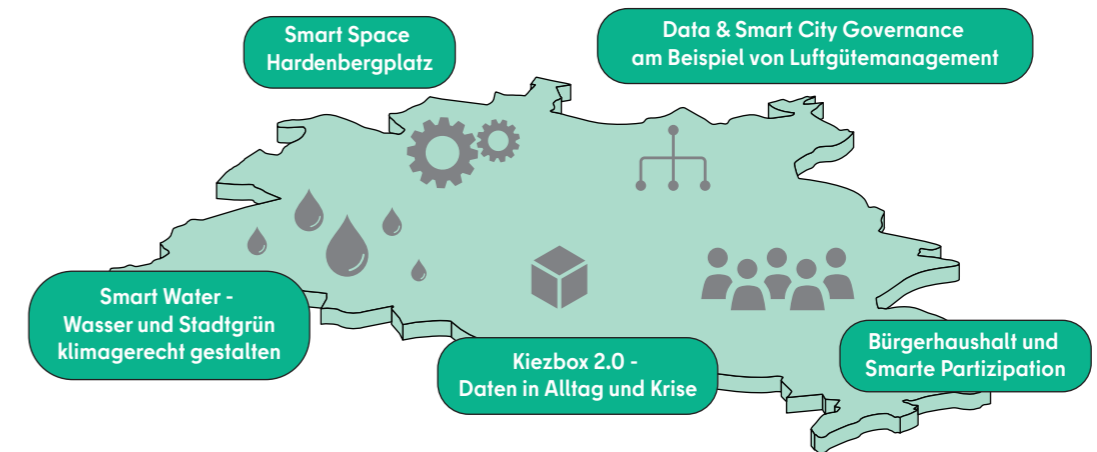 Smart Space
Hardenbergplatz
Data & Smart City Governance
am Beispiel von Luftgütemanagement
Smart Water -
Wasser und Stadtgrün
klimagerecht gestalten
Kiezbox 2.0 -
Daten in Alltag und Krise
Bürgerhaushalt und
Smarte Partizipation